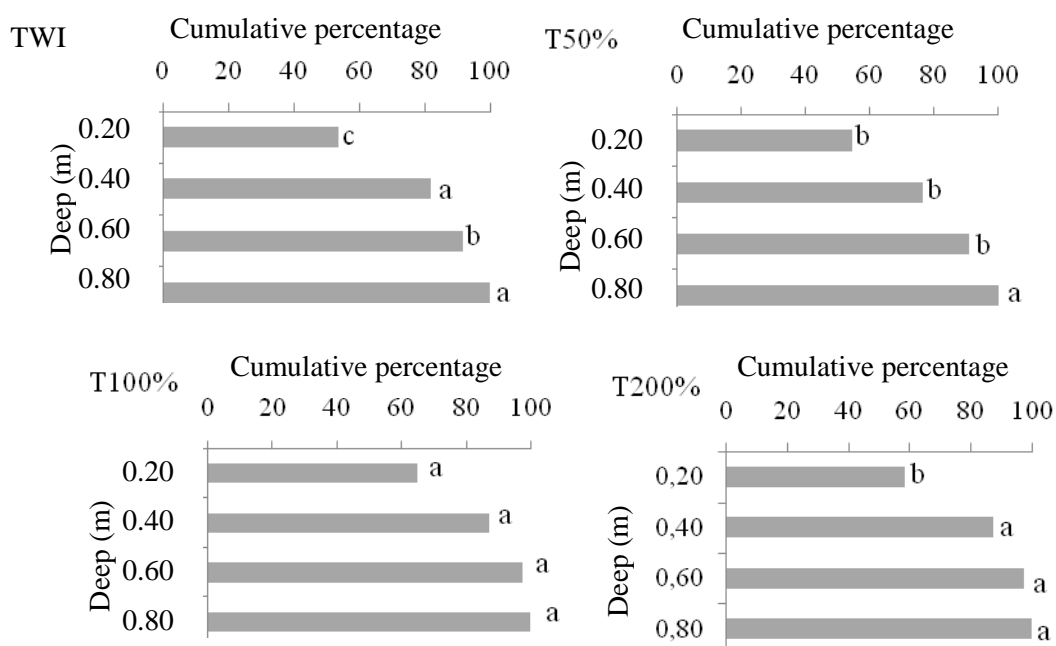 TWI
Cumulative percentage
0 20 40 60 80 100
Deep (m)
0.20 c
0.40 a
0.60 b
0.80 a
T50%
Cumulative percentage
0 20 40 60 80 100
Deep (m)
0.20 b
0.40 b
0.60 b
0.80 a
T100%
Cumulative percentage
0 20 40 60 80 100
Deep (m)
0.20 a
0.40 a
0.60 a
0.80 a
T200%
Cumulative percentage
0 20 40 60 80 100
Deep (m)
0,20 b
0,40 a
0,60 a
0,80 a